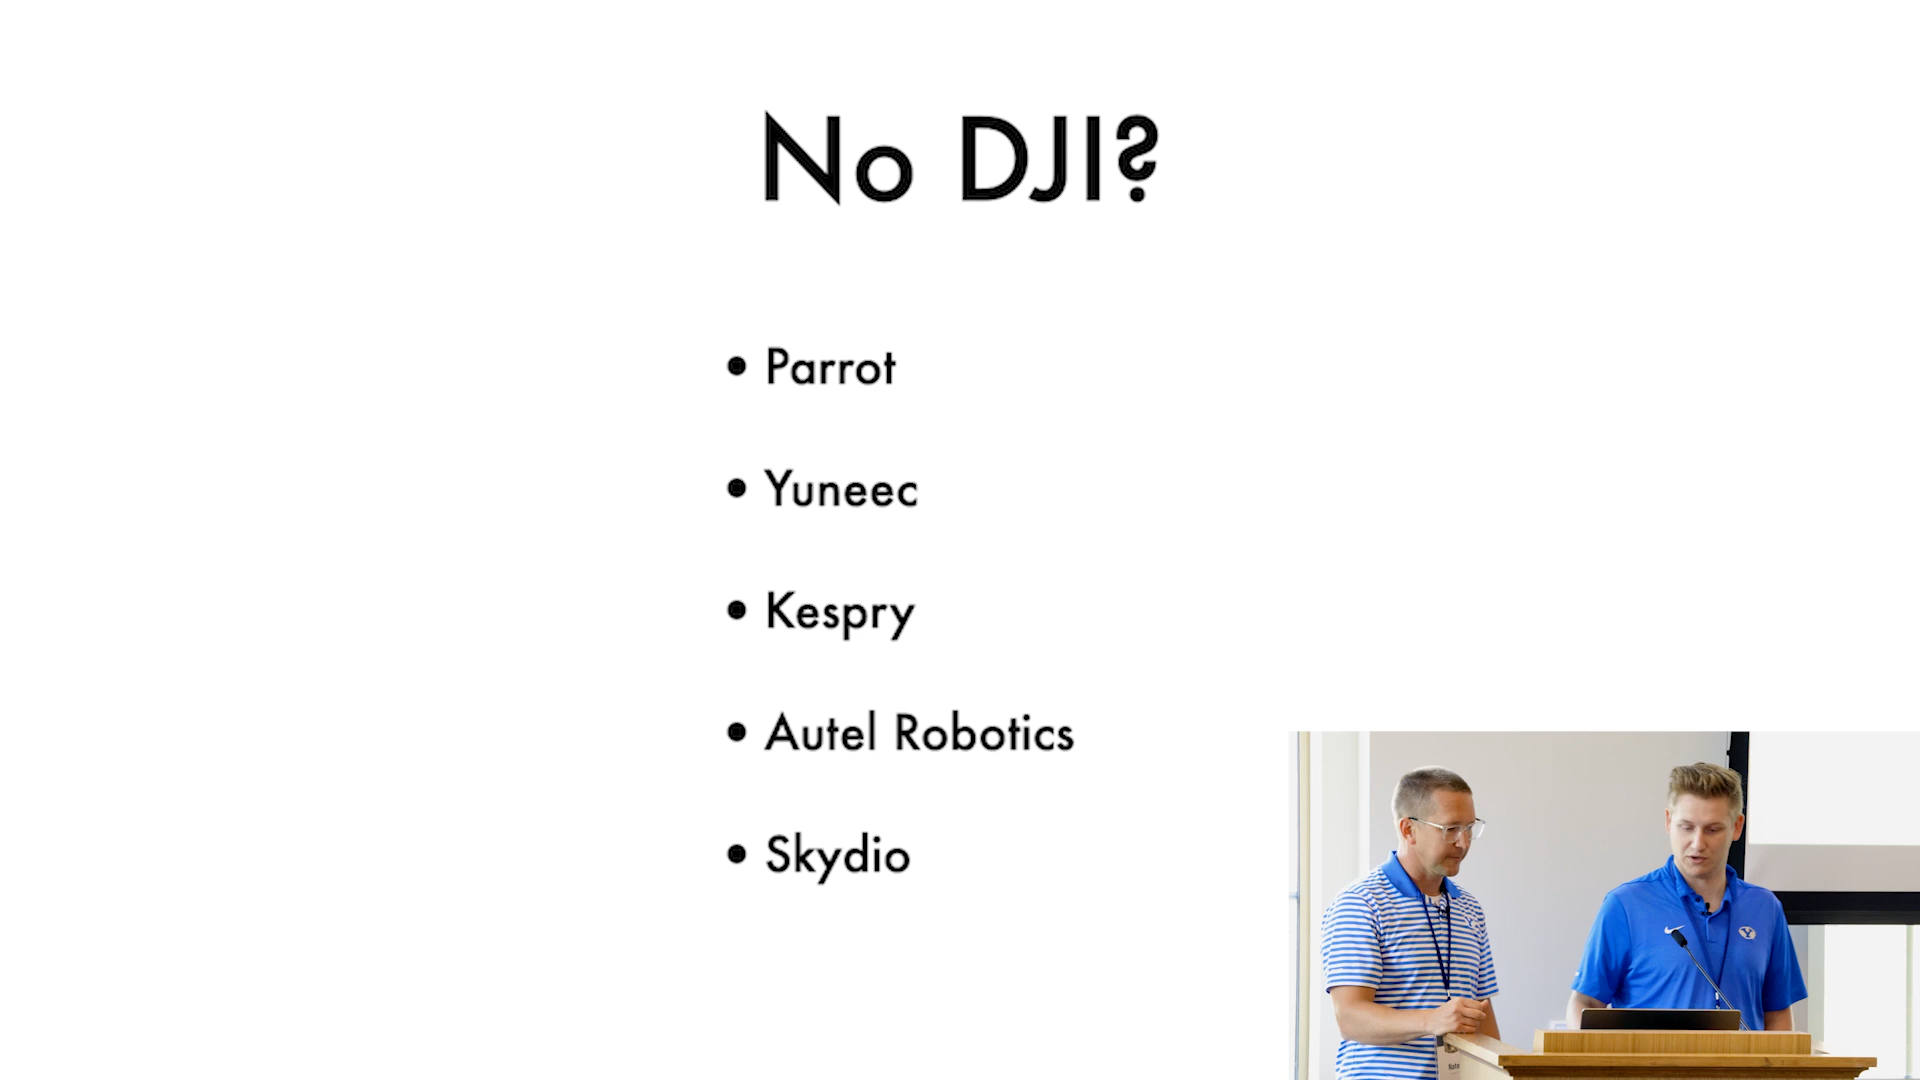 No DJI?
• Parrot
• Yuneec
• Kespry
• Autel Robotics
• Skydio
Y